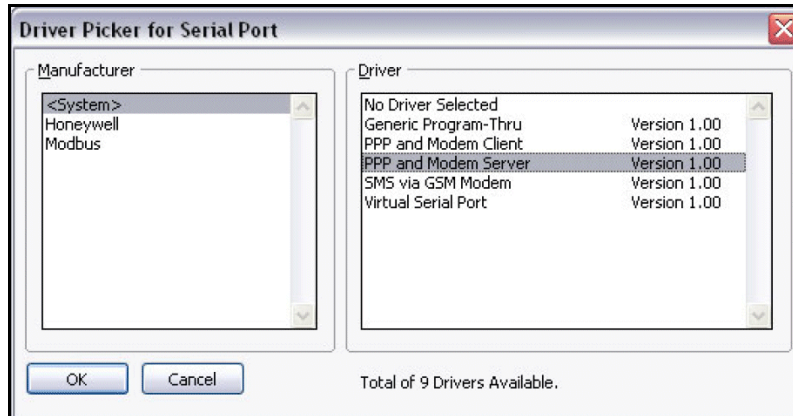 Driver Picker for Serial Port
Manufacturer
<System>
Honeywell
Modbus
Driver
No Driver Selected
Generic Program-Thru Version 1.00
PPP and Modem Client Version 1.00
PPP and Modem Server Version 1.00
SMS via GSM Modem Version 1.00
Virtual Serial Port Version 1.00
OK
Cancel
Total of 9 Drivers Available.